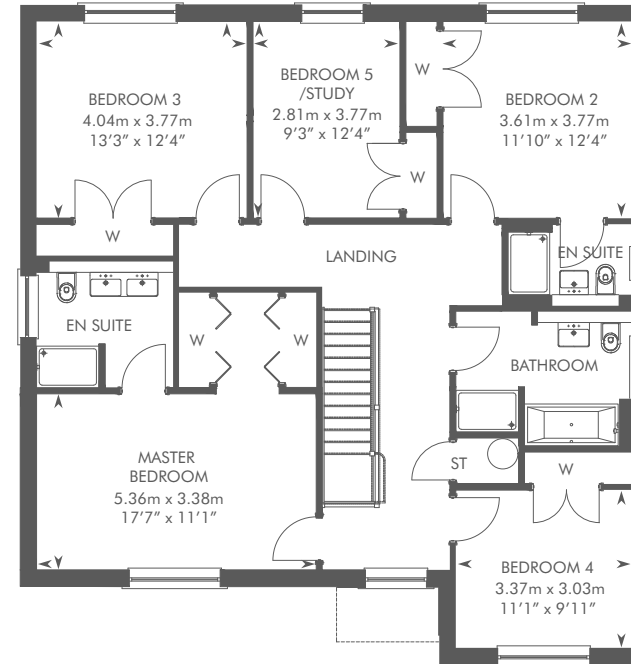 BEDROOM 3
4.04m x 3.77m
13’3” x 12’4”
BEDROOM 5
/STUDY
2.81m x 3.77m
9’3” x 12’4”
W
BEDROOM 2
3.61m x 3.77m
11’10” x 12’4”
W
W
LANDING
EN SUITE
EN SUITE
W
W
BATHROOM
MASTER
BEDROOM
5.36m x 3.38m
17’7” x 11’1”
ST
W
BEDROOM 4
3.37m x 3.03m
11’1” x 9’11”